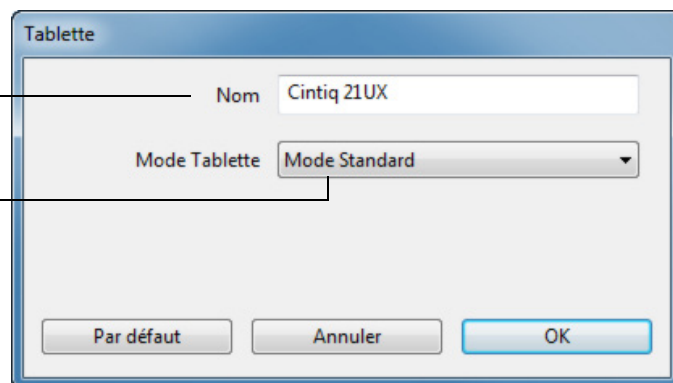 Tablette
Nom Cintiq 21UX
Mode Tablette Mode Standard
Par défaut Annuler OK